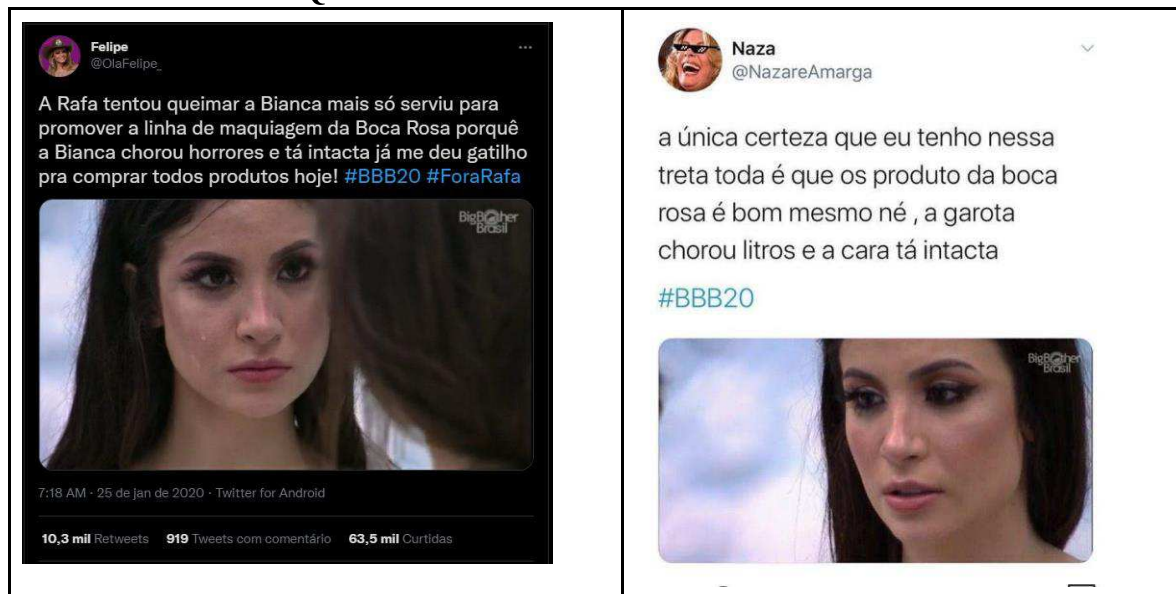 Felipe
@OlaFelipe_
A Rafa tentou queimar a Bianca mais só serviu para
promover a linha de maquiagem da Boca Rosa porquê
a Bianca chorou horrores e tá intacta já me deu gatilho
pra comprar todos produtos hoje! #BBB20 #ForaRafa
BigBrother
Brasil
7:18 AM · 25 de jan de 2020 · Twitter for Android
10,3 mil Retweets 919 Tweets com comentário 63,5 mil Curtidas
Naza
@NazareAmarga
a única certeza que eu tenho nessa
treta toda é que os produto da boca
rosa é bom mesmo né , a garota
chorou litros e a cara tá intacta
#BBB20
BigBrother
Brasil